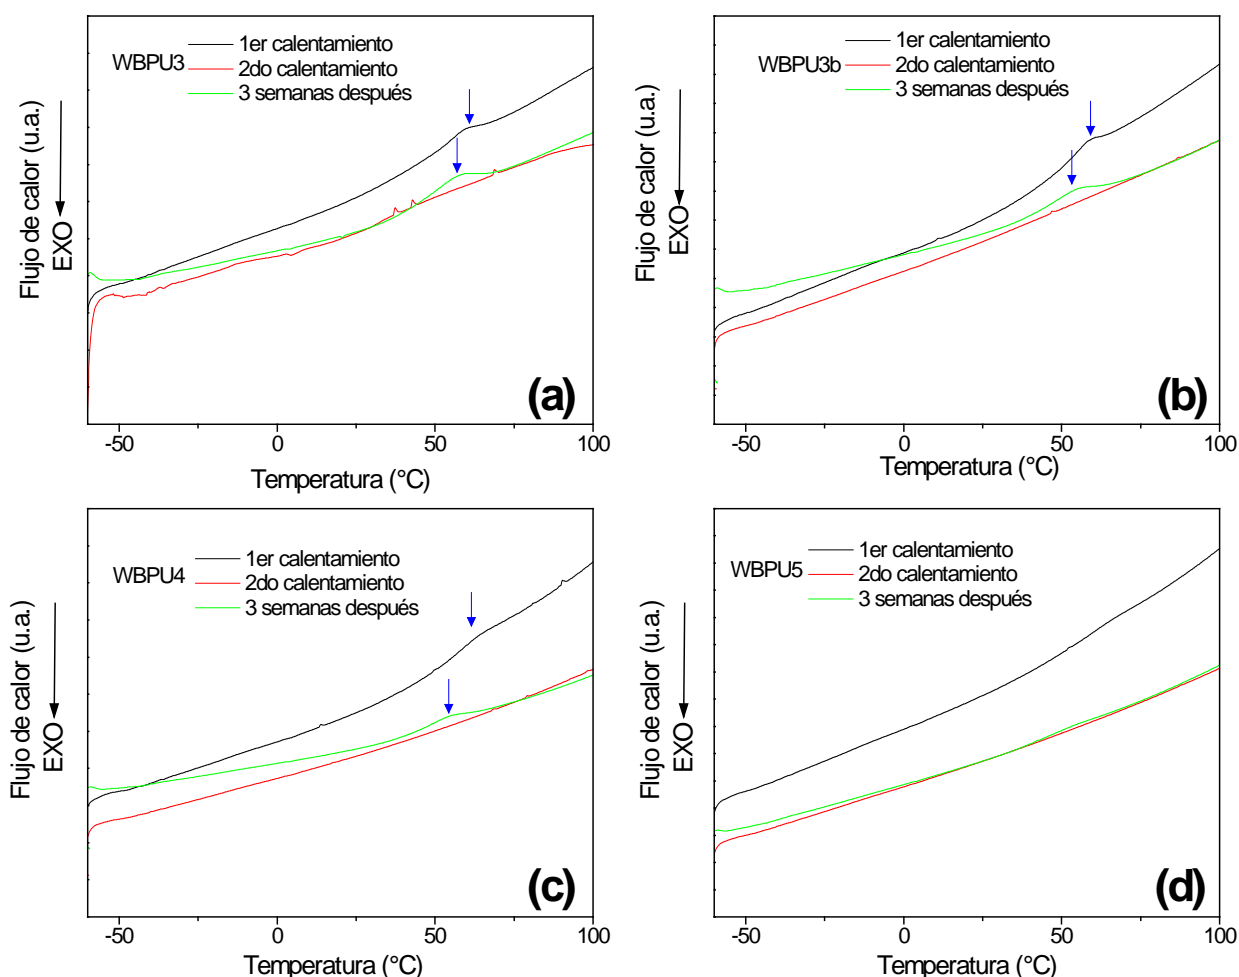 WBPU3
1er calentamiento
2do calentamiento
3 semanas después
Flujo de calor (u.a.)
EXO
(a)
-50 0 50 100
Temperatura (°C)
WBPU3b
1er calentamiento
2do calentamiento
3 semanas después
Flujo de calor (u.a.)
EXO
(b)
-50 0 50 100
Temperatura (°C)
WBPU4
1er calentamiento
2do calentamiento
3 semanas después
Flujo de calor (u.a.)
EXO
(c)
-50 0 50 100
Temperatura (°C)
WBPU5
1er calentamiento
2do calentamiento
3 semanas después
Flujo de calor (u.a.)
EXO
(d)
-50 0 50 100
Temperatura (°C)